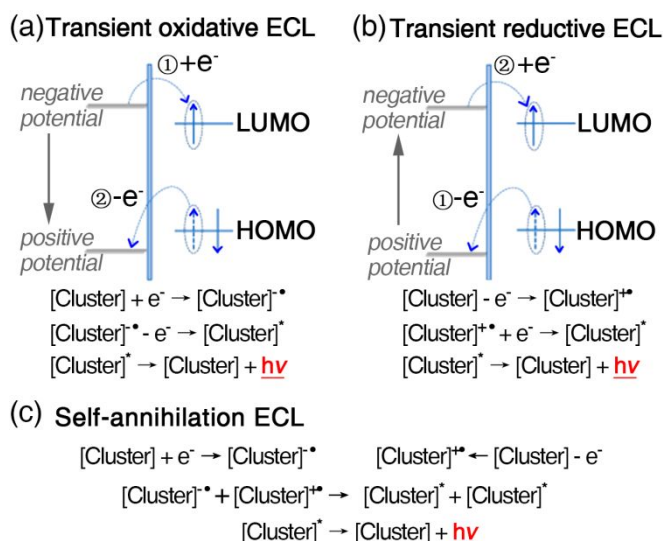 (a) Transient oxidative ECL
①+e⁻
negative
potential
LUMO
②-e⁻
positive
potential
HOMO
[Cluster] + e⁻ → [Cluster]⁻•
[Cluster]⁻• - e⁻ → [Cluster]*
[Cluster]* → [Cluster] + hν
(b) Transient reductive ECL
②+e⁻
negative
potential
LUMO
①-e⁻
positive
potential
HOMO
[Cluster] - e⁻ → [Cluster]⁺•
[Cluster]⁺• + e⁻ → [Cluster]*
[Cluster]* → [Cluster] + hν
(c) Self-annihilation ECL
[Cluster] + e⁻ → [Cluster]⁻• [Cluster]⁺• ← [Cluster] - e⁻
[Cluster]⁻• + [Cluster]⁺• → [Cluster]* + [Cluster]*
[Cluster]* → [Cluster] + hν